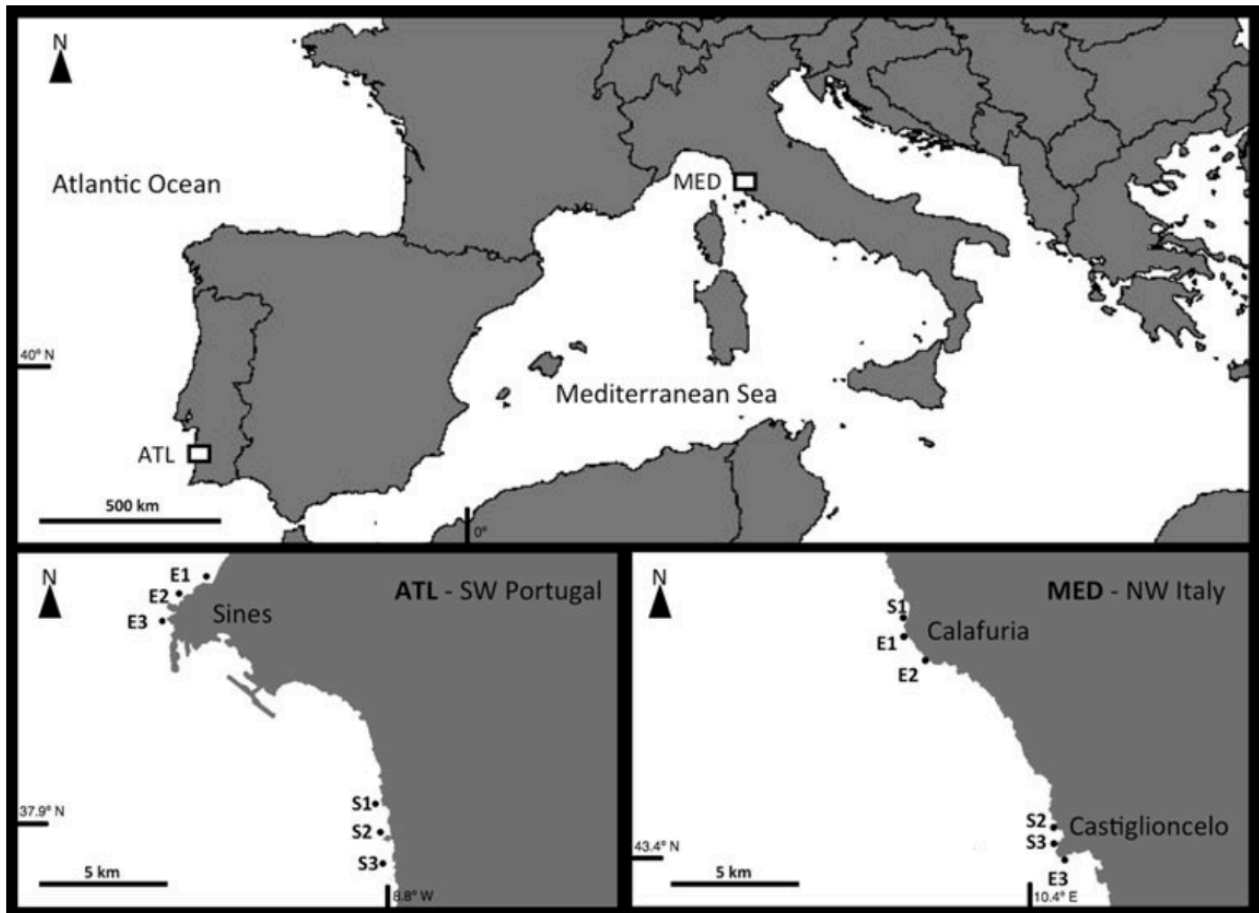 N
Atlantic Ocean
MED
40° N
Mediterranean Sea
ATL
500 km
0°
N
E1
ATL - SW Portugal
E2
Sines
E3
S1
37.9° N
S2
S3
5 km
8.8° W
N
MED - NW Italy
S1
E1
Calafuria
E2
S2
Castiglioncelo
S3
43.4° N
E3
5 km
10.4° E